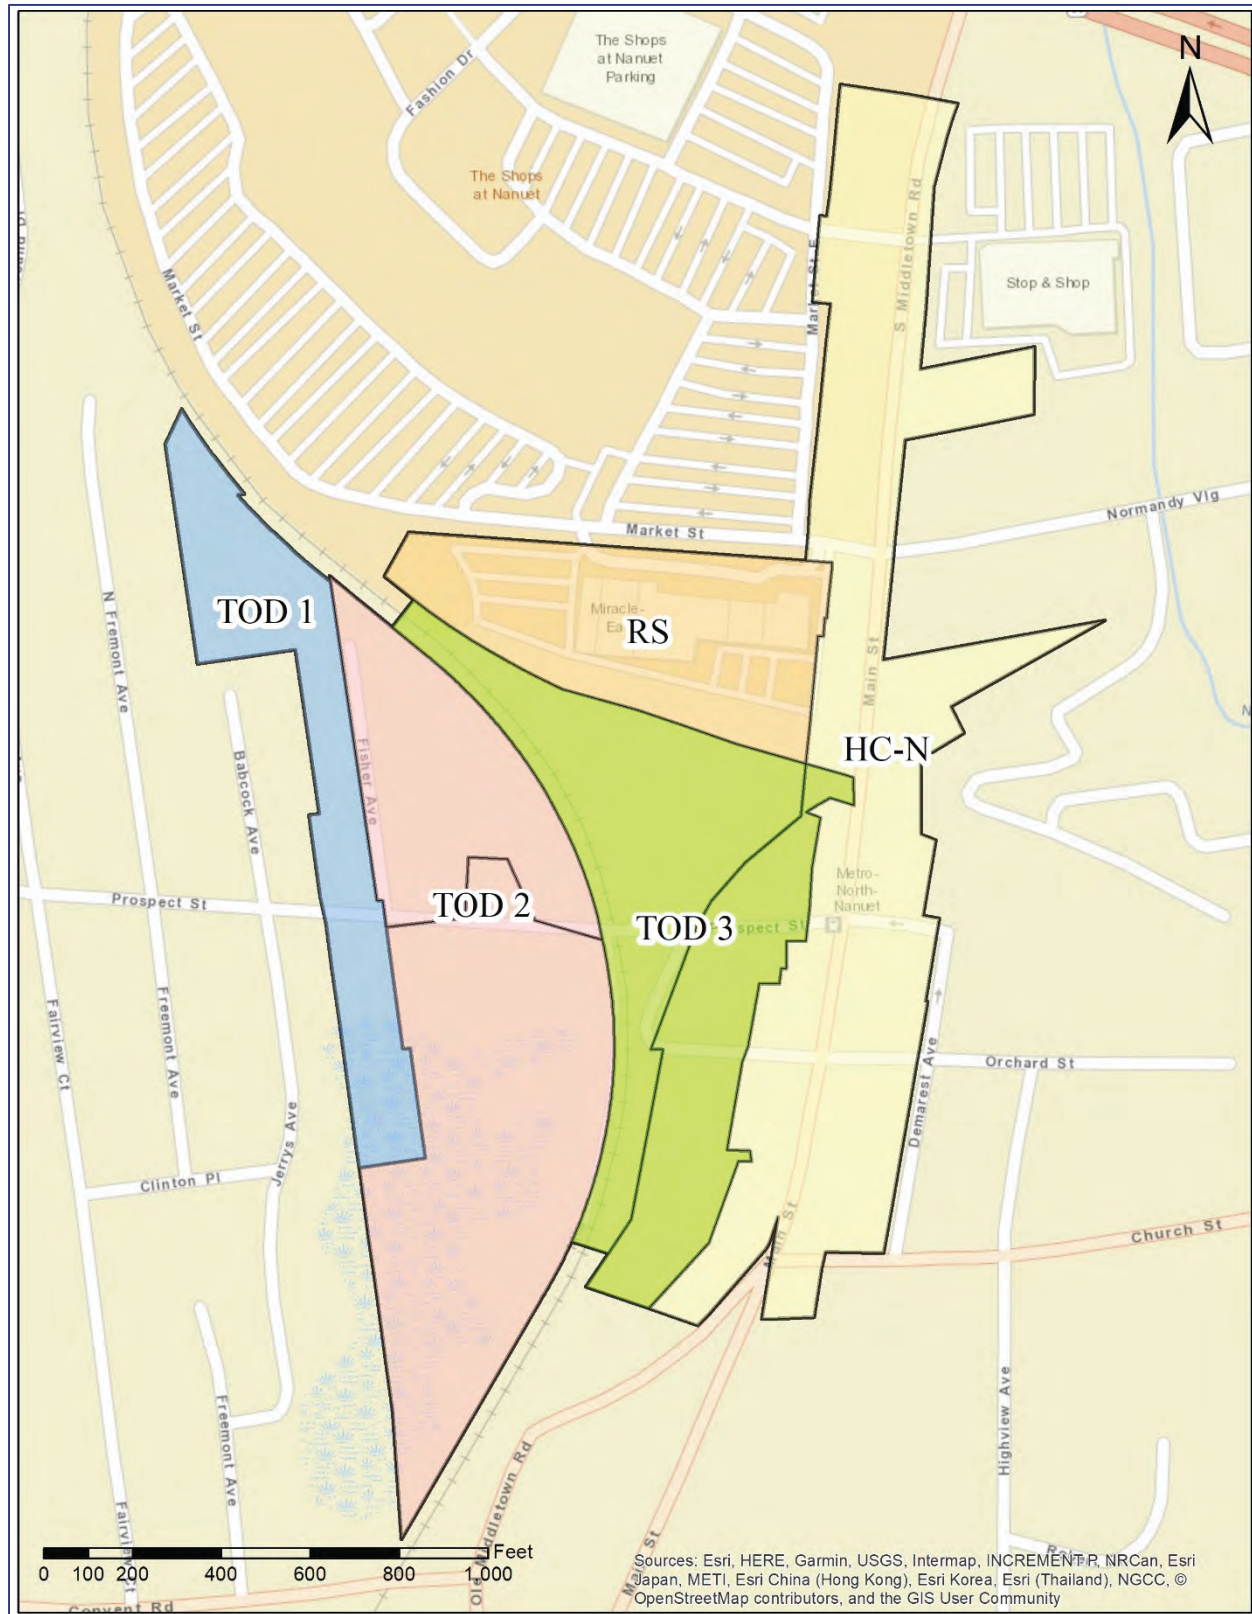 The Shops
at Nanuet
Parking
N
Fashion Dr
The Shops
at Nanuet
S Middletown Rd
Market St E
Stop & Shop
Market St
Market St
Normandy Vlg
TOD 1
Miracle-
RS
N Fremont Ave
Main St
HC-N
Fisher Ave
Babcock Ave
Metro-
North-
Nanuet
Prospect St
TOD 2
TOD 3
Fairview Ct
Freemont Ave
Orchard St
Demarest Ave
Jerrys Ave
Clinton Pl
Main St
Church St
Freemont Ave
Highview Ave
Fairview Ct
Old Middletown Rd
Main St
Convent Rd
Feet
0 100 200 400 600 800 1,000
Sources: Esri, HERE, Garmin, USGS, Intermap, INCREMENT P, NRCan, Esri
Japan, METI, Esri China (Hong Kong), Esri Korea, Esri (Thailand), NGCC, ©
OpenStreetMap contributors, and the GIS User Community